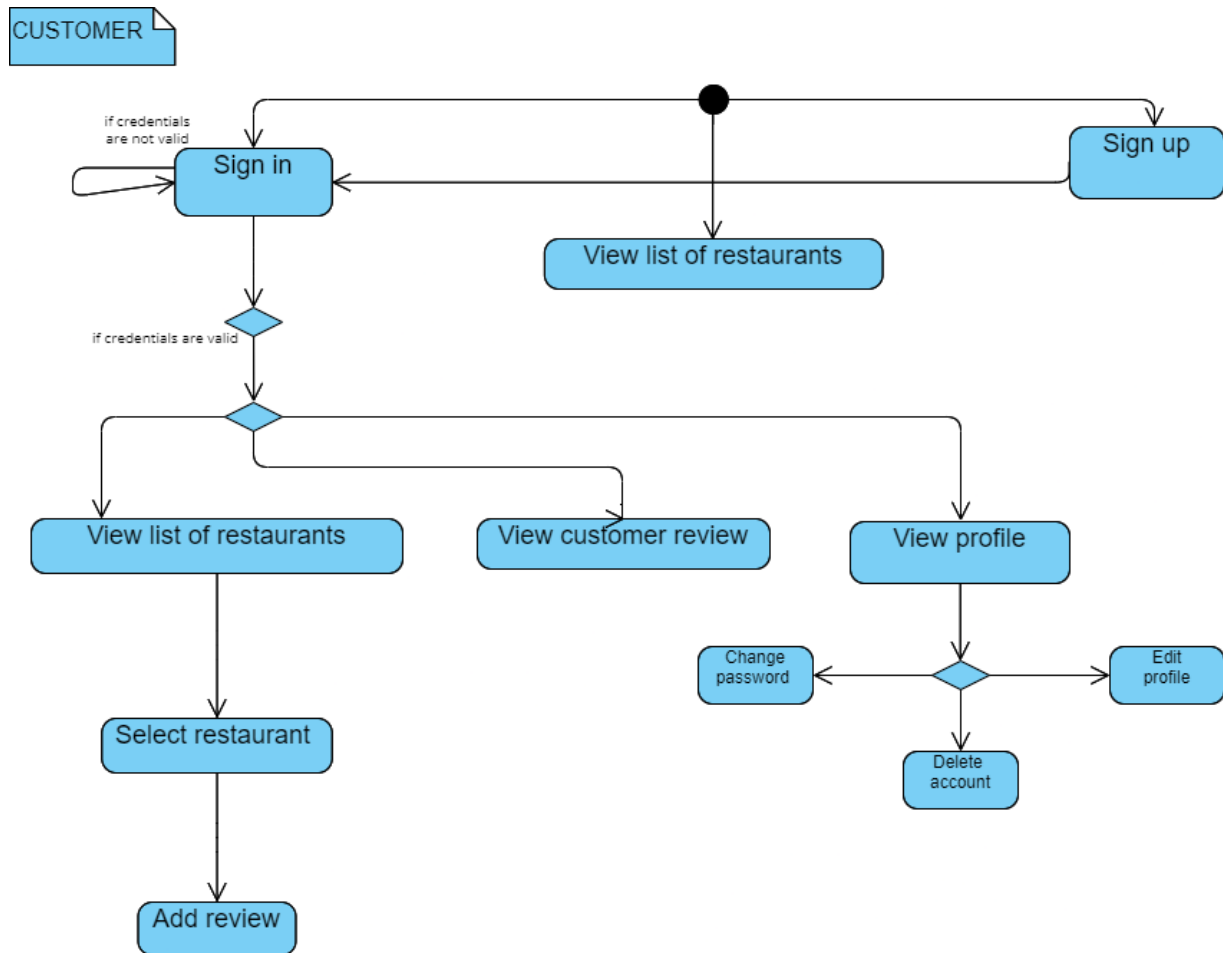 CUSTOMER
if credentials
are not valid
Sign in
Sign up
View list of restaurants
if credentials are valid
View list of restaurants
View customer review
View profile
Change
password
Edit
profile
Select restaurant
Delete
account
Add review